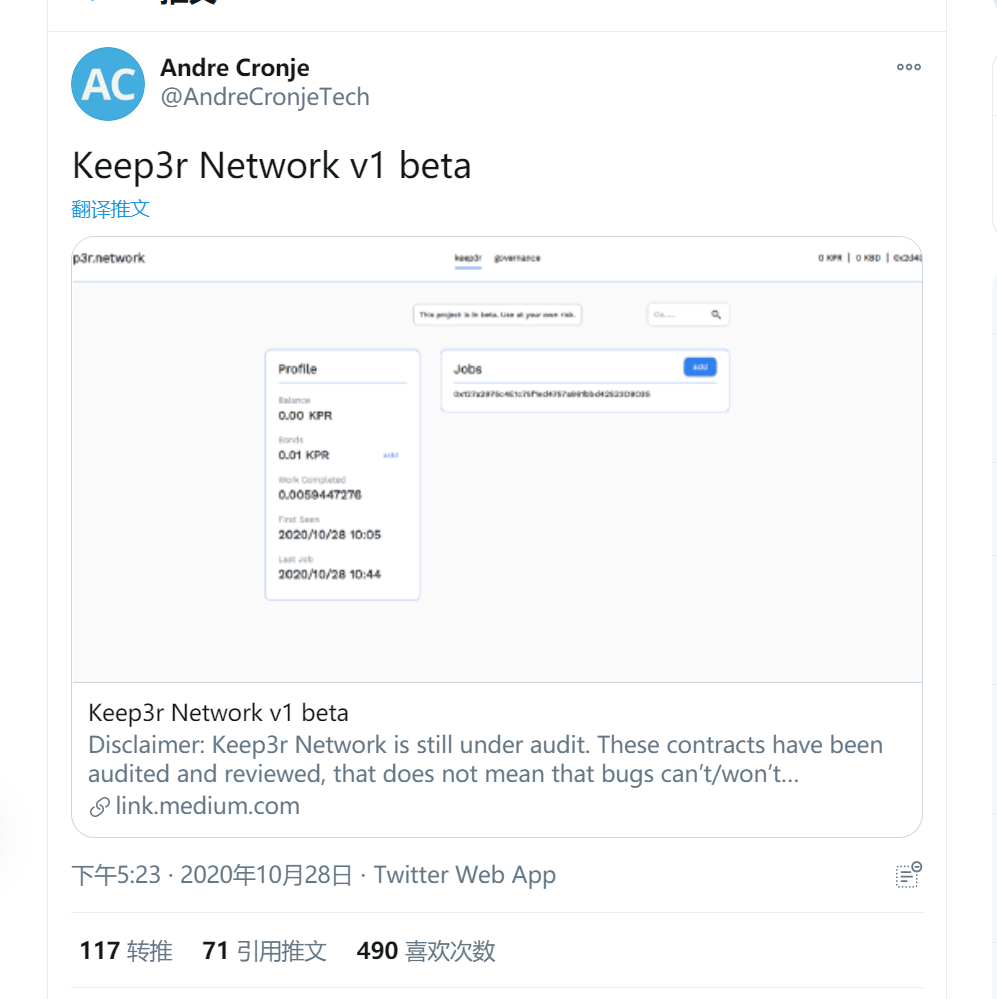 推文
AC
Andre Cronje
@AndreCronjeTech
Keep3r Network v1 beta
翻译推文
p3r.network
keep3r governance
0 KPR | 0 KBD |
This project is in beta. Use at your own risk.
Profile
Balance
0.00 KPR
Bonds
0.01 KPR add
Work Completed
0.0059447276
First Seen
2020/10/28 10:05
Last Job
2020/10/28 10:44
Jobs add
Keep3r Network v1 beta
Disclaimer: Keep3r Network is still under audit. These contracts have been
audited and reviewed, that does not mean that bugs can’t/won’t...
link.medium.com
下午5:23 · 2020年10月28日 · Twitter Web App
117 转推 71 引用推文 490 喜欢次数